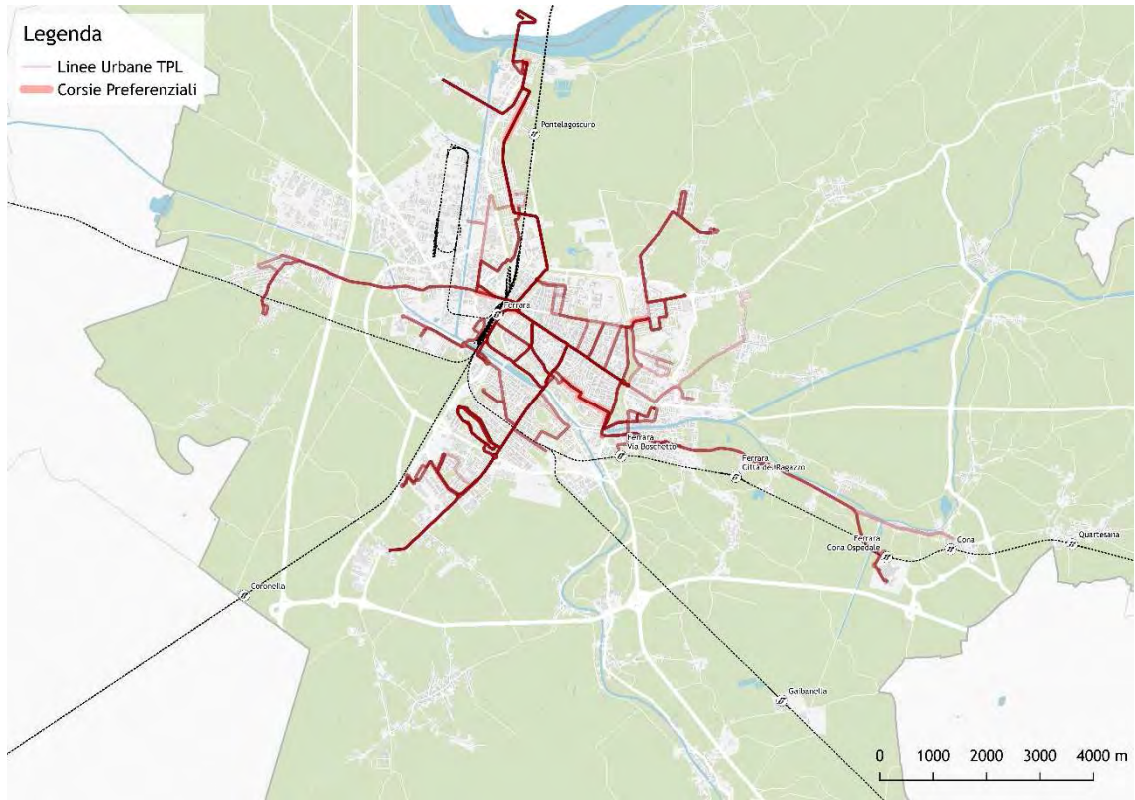 Legenda
Linee Urbane TPL
Corsie Preferenziali
Pontelagoscuro
Ferrara
Ferrara
Via Boschetto
Ferrara
Città del Ragazzo
Ferrara
Cona Ospedale
Cona
Quartesana
Coronella
Gaibanella
0 1000 2000 3000 4000 m